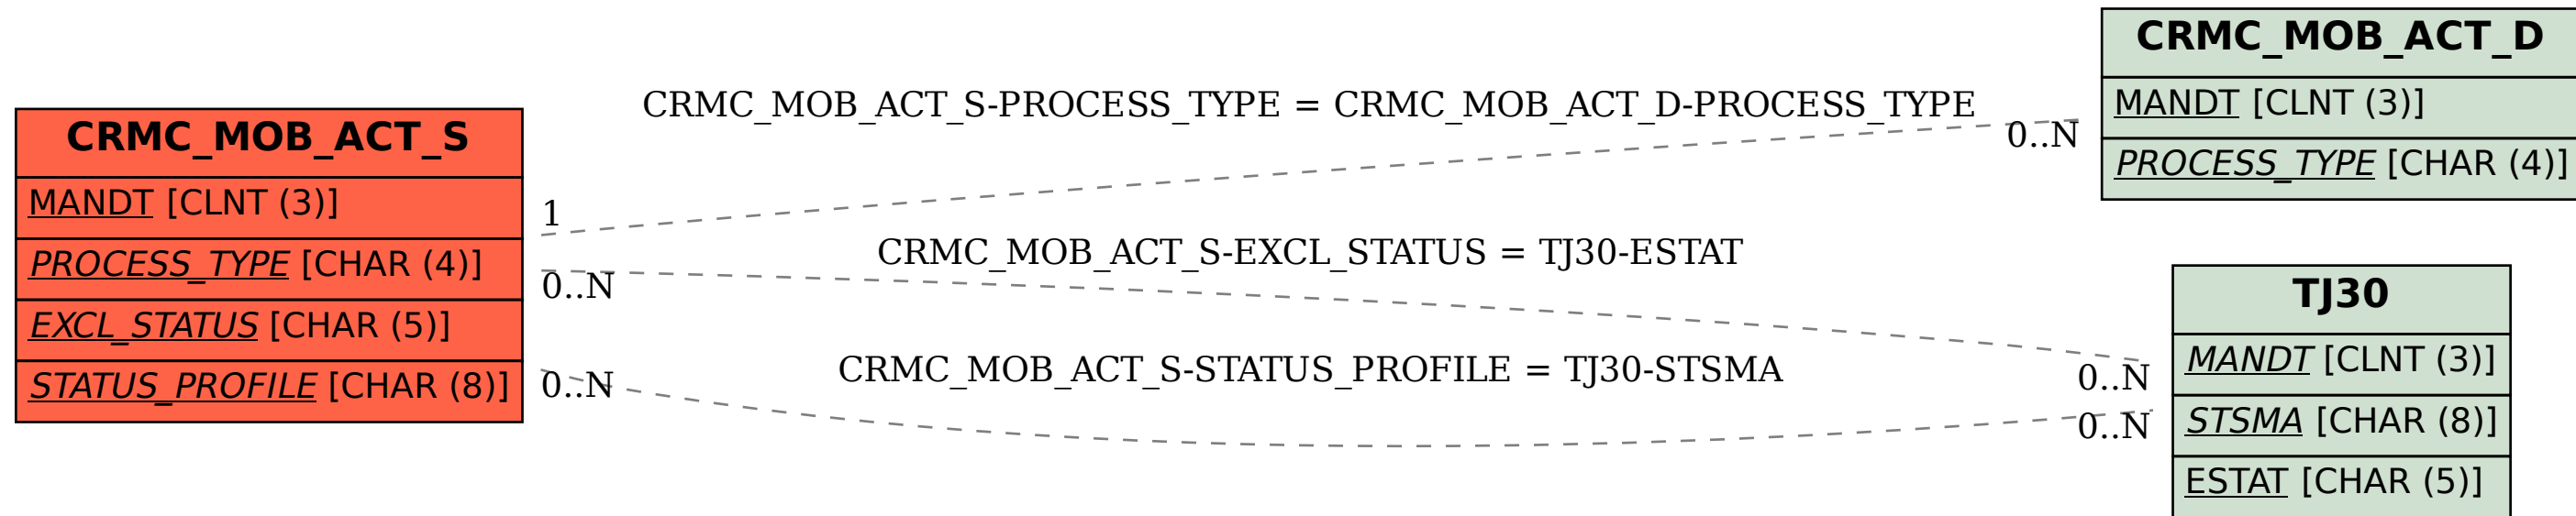 CRMC_MOB_ACT_S
MANDT [CLNT (3)]
PROCESS_TYPE [CHAR (4)]
EXCL_STATUS [CHAR (5)]
STATUS_PROFILE [CHAR (8)]
CRMC_MOB_ACT_S-PROCESS_TYPE = CRMC_MOB_ACT_D-PROCESS_TYPE
1
0..N
CRMC_MOB_ACT_S-EXCL_STATUS = TJ30-ESTAT
0..N
0..N
CRMC_MOB_ACT_S-STATUS_PROFILE = TJ30-STSMA
0..N
0..N
CRMC_MOB_ACT_D
MANDT [CLNT (3)]
PROCESS_TYPE [CHAR (4)]
TJ30
MANDT [CLNT (3)]
STSMA [CHAR (8)]
ESTAT [CHAR (5)]